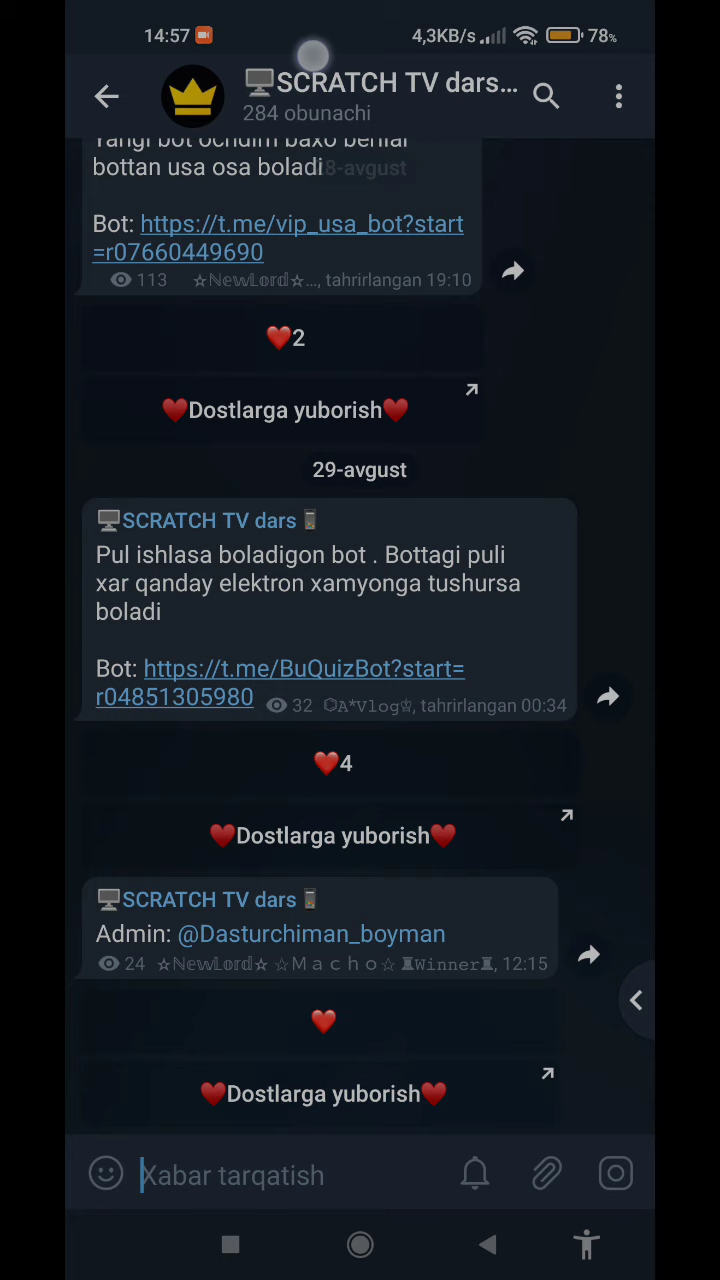 14:57 4,3KB/s 78%
SCRATCH TV dars...
284 obunachi
Yangi bot ochdim baxo berilar
bottan usa osa boladi
28-avgust
Bot: https://t.me/vip_usa_bot?start
=r07660449690
113 ☆ℕ𝕖𝕨𝕃𝕠𝕣𝕕☆..., tahrirlangan 19:10
❤2
♥Dostlarga yuborish♥
29-avgust
SCRATCH TV dars
Pul ishlasa boladigon bot . Bottagi puli
xar qanday elektron xamyonga tushursa
boladi
Bot: https://t.me/BuQuizBot?start=
r04851305980
32 ⌬𝙰*𝚅𝚕𝚘𝚐♔, tahrirlangan 00:34
❤4
♥Dostlarga yuborish♥
SCRATCH TV dars
Admin: @Dasturchiman_boyman
24 ☆ℕ𝕖𝕨𝕃𝕠𝕣𝕕☆ ☆Ｍａｃｈｏ☆ ♜𝚆𝚒𝚗𝚗𝚎𝚛♜, 12:15
❤
♥Dostlarga yuborish♥
Xabar tarqatish